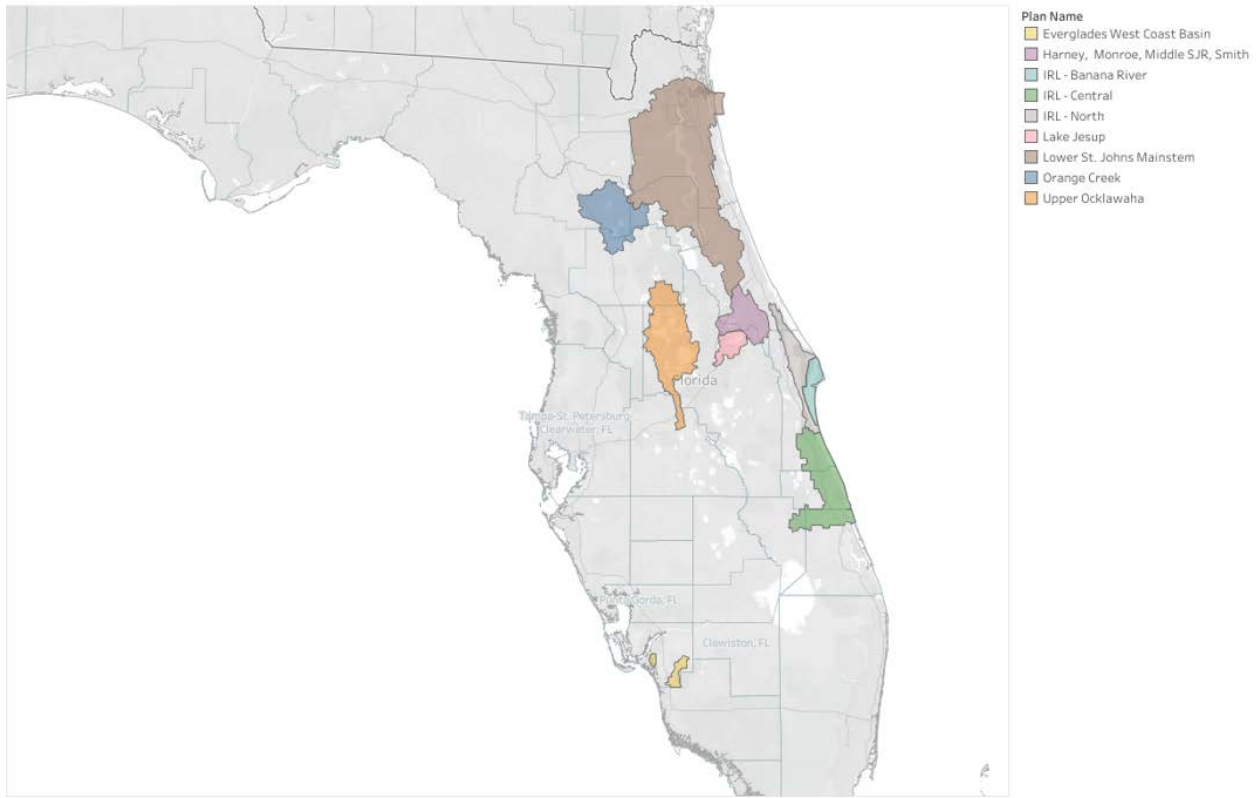 Plan Name
Everglades West Coast Basin
Harney, Monroe, Middle SJR, Smith
IRL - Banana River
IRL - Central
IRL - North
Lake Jesup
Lower St. Johns Mainstem
Orange Creek
Upper Ocklawaha
Florida
Tampa-St. Petersburg-
Clearwater, FL
Punta Gorda, FL
Clewiston, FL